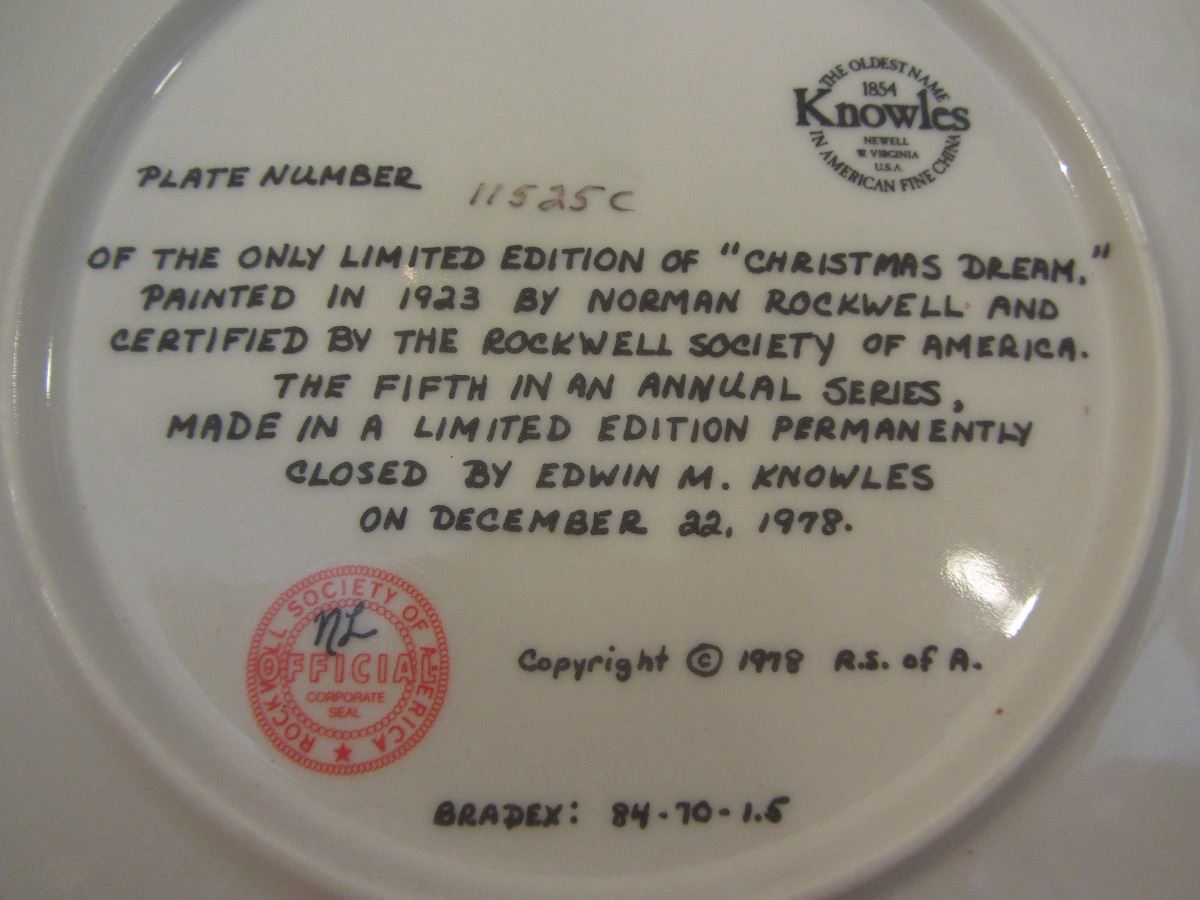 THE OLDEST NAME
1854
Knowles
NEWELL
W. VIRGINIA
U.S.A.
IN AMERICAN FINE CHINA
PLATE NUMBER 11525C
OF THE ONLY LIMITED EDITION OF "CHRISTMAS DREAM."
PAINTED IN 1923 BY NORMAN ROCKWELL AND
CERTIFIED BY THE ROCKWELL SOCIETY OF AMERICA.
THE FIFTH IN AN ANNUAL SERIES,
MADE IN A LIMITED EDITION PERMANENTLY
CLOSED BY EDWIN M. KNOWLES
ON DECEMBER 22, 1978.
ROCKWELL SOCIETY OF AMERICA
NL
OFFICIAL
CORPORATE
SEAL
Copyright © 1978 R.S. of A.
BRADEX: 84-70-1.5